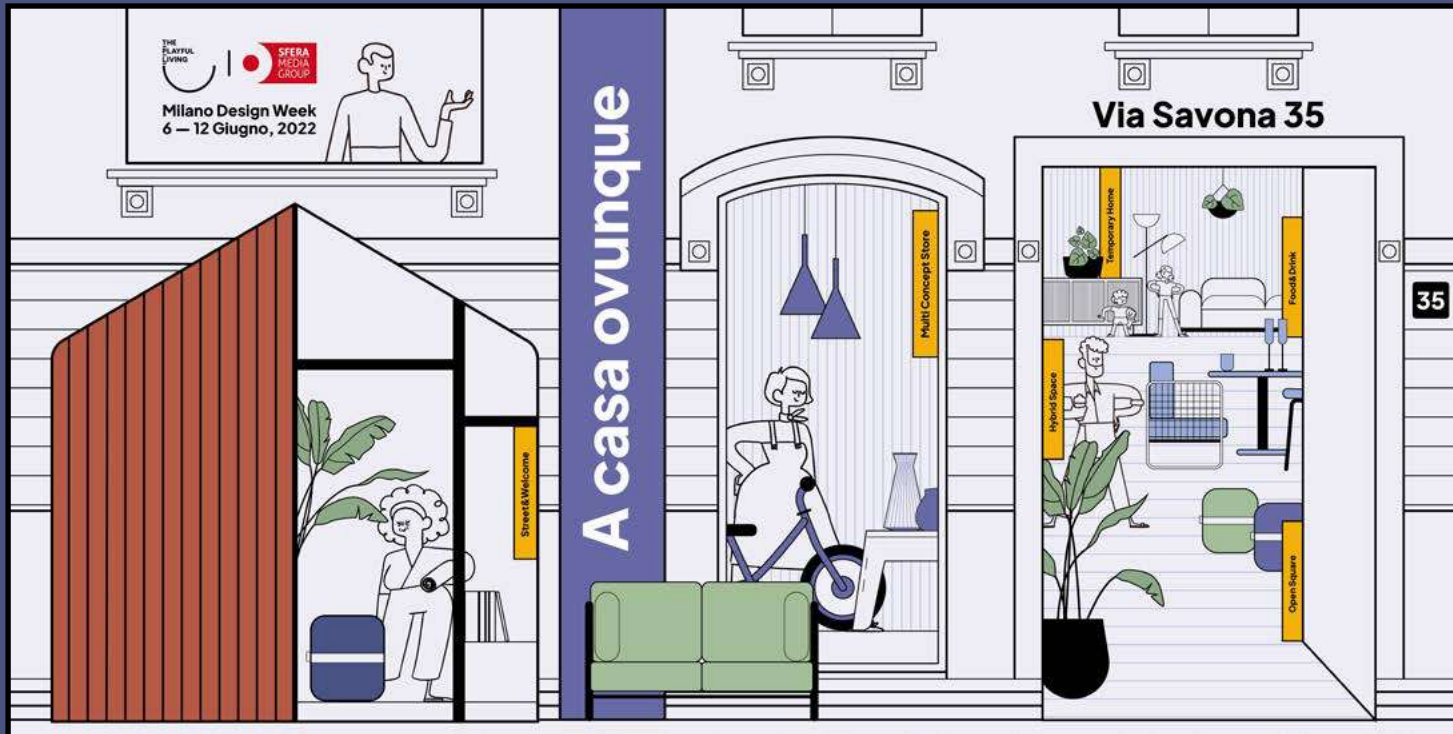 THE
PLAYFUL
LIVING
SFERA
MEDIA
GROUP
Milano Design Week
6 — 12 Giugno, 2022
A casa ovunque
Via Savona 35
Street&Welcome
Multi Concept Store
Temporary Home
Food&Drink
Hybrid Space
Open Square
35